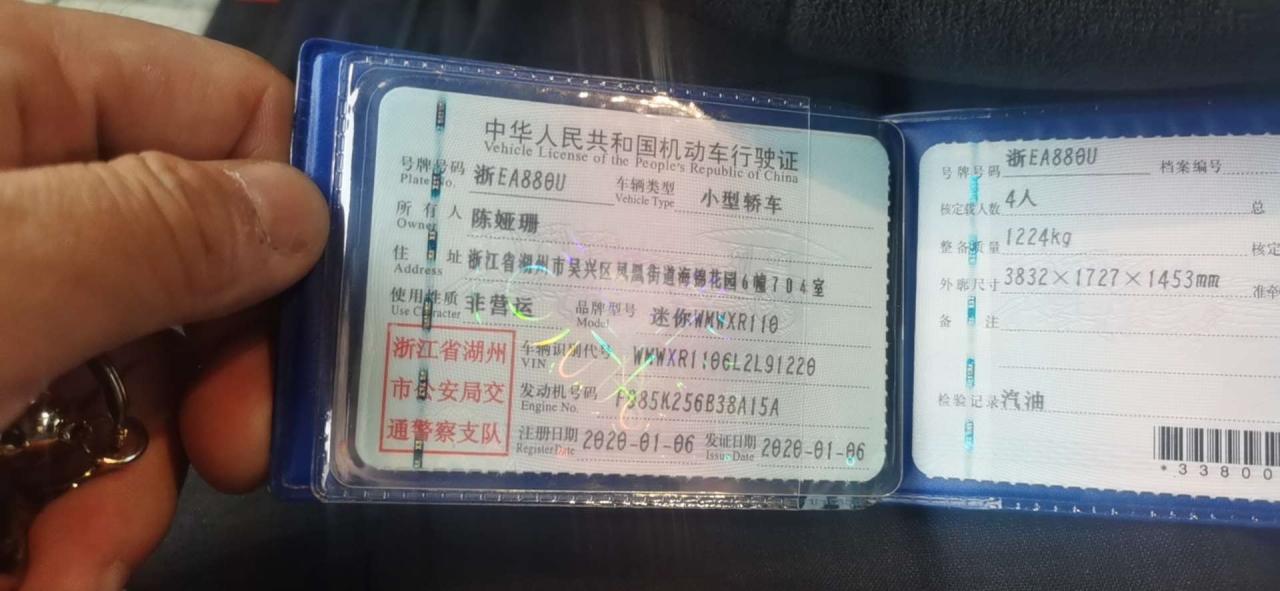 中华人民共和国机动车行驶证
Vehicle License of the People's Republic of China
号牌号码 浙EA880U 车辆类型 小型轿车
Plate No. Vehicle Type
所有人 陈娅珊
Owner
住址 浙江省湖州市吴兴区凤凰街道海锦花园6幢704室
Address
使用性质 非营运 品牌型号 迷你WMWXR110
Use Character Model
浙江省湖州
市公安局交
通警察支队
车辆识别代号 WMWXR1106L2L91220
VIN
发动机号码 F385K256B38A15A
Engine No.
注册日期 2020-01-06 发证日期 2020-01-06
Register Date Issue Date
号牌号码 浙EA880U 档案编号
核定载人数 4人 总
整备质量 1224kg 核定
外廓尺寸 3832×1727×1453mm 准牵
备注
检验记录 汽油
*33800